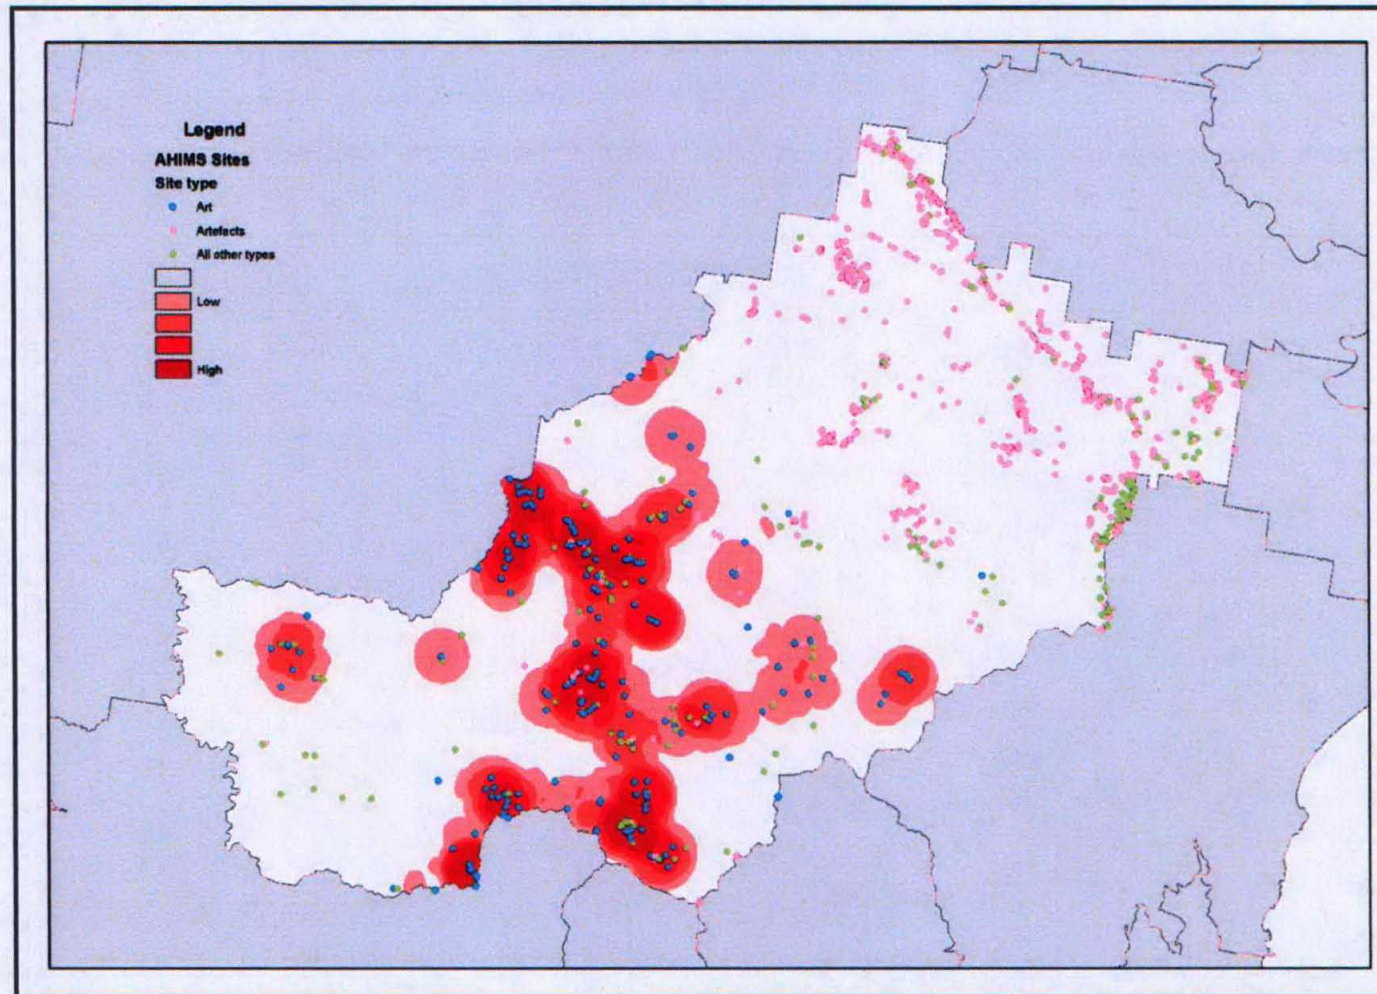 Legend
AHIMS Sites
Site type
Art
Artefacts
All other types
Low
High